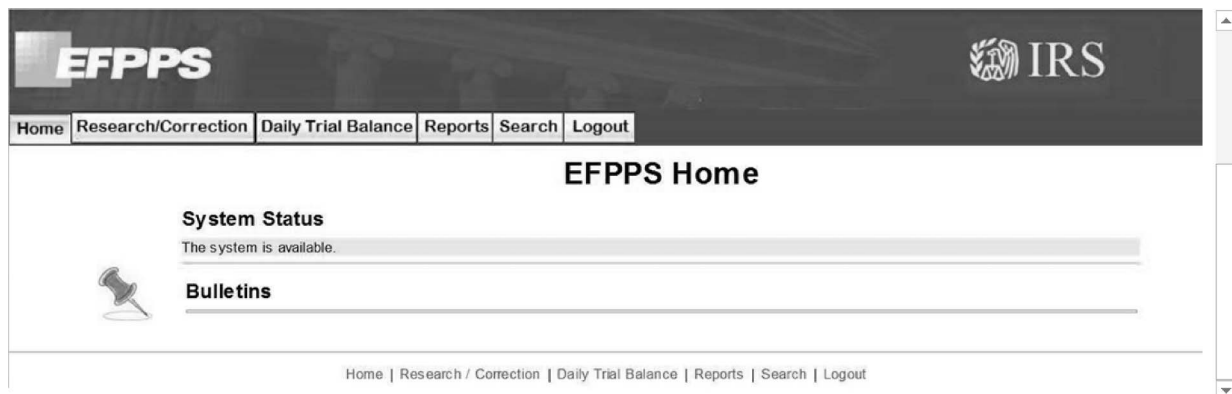 EFPPS
IRS
Home Research/Correction Daily Trial Balance Reports Search Logout
EFPPS Home
System Status
The system is available.
Bulletins
Home | Research / Correction | Daily Trial Balance | Reports | Search | Logout